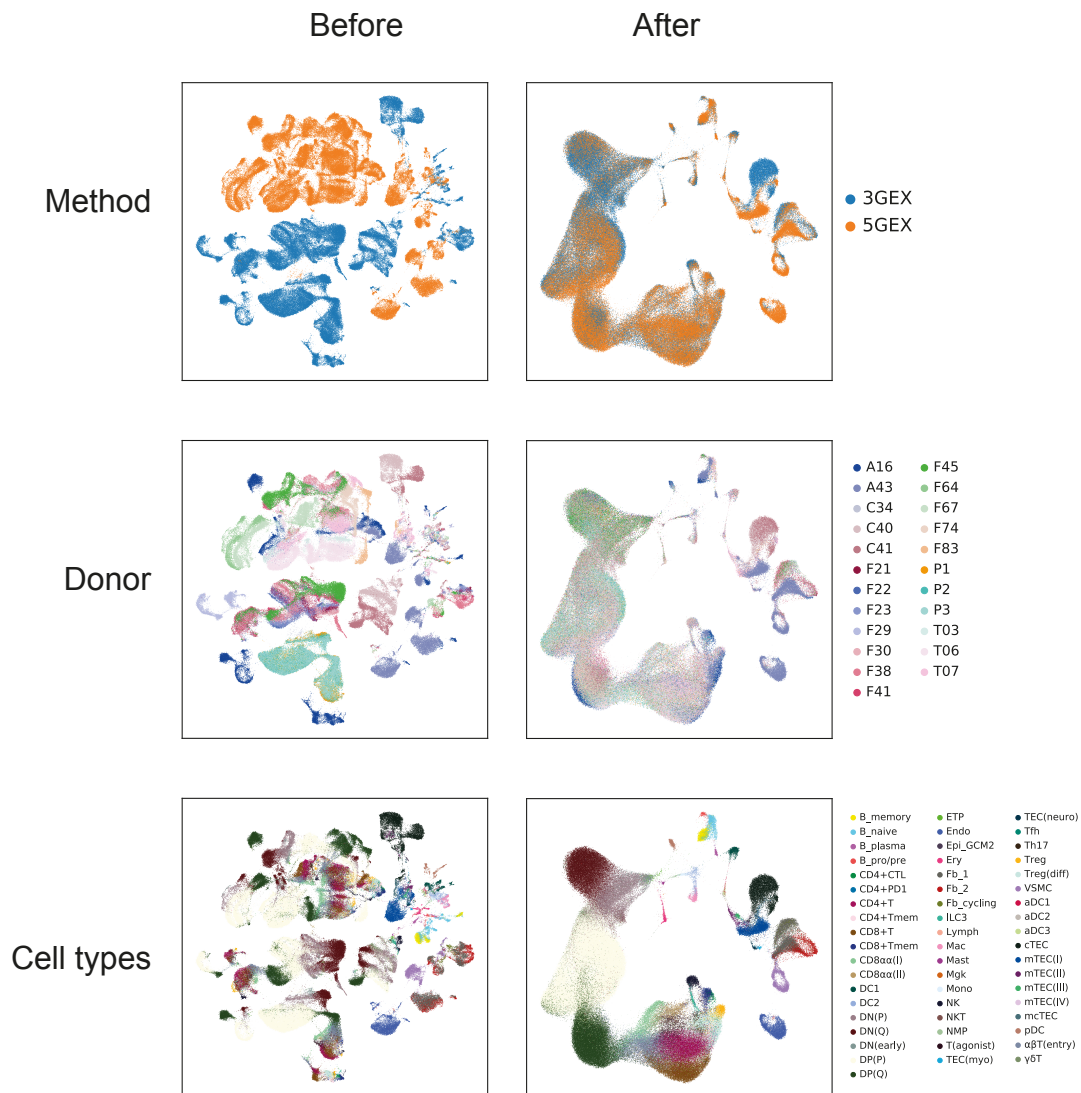 Before
After
Method
3GEX
5GEX
Donor
A16
A43
C34
C40
C41
F21
F22
F23
F29
F30
F38
F41
F45
F64
F67
F74
F83
P1
P2
P3
T03
T06
T07
Cell types
B_memory
B_naive
B_plasma
B_pro/pre
CD4+CTL
CD4+PD1
CD4+T
CD4+Tmem
CD8+T
CD8+Tmem
CD8αα(I)
CD8αα(II)
DC1
DC2
DN(P)
DN(Q)
DN(early)
DP(P)
DP(Q)
ETP
Endo
Epi_GCM2
Ery
Fb_1
Fb_2
Fb_cycling
ILC3
Lymph
Mac
Mast
Mgk
Mono
NK
NKT
NMP
T(agonist)
TEC(myo)
TEC(neuro)
Tfh
Th17
Treg
Treg(diff)
VSMC
aDC1
aDC2
aDC3
cTEC
mTEC(I)
mTEC(II)
mTEC(III)
mTEC(IV)
mcTEC
pDC
αβT(entry)
γδT